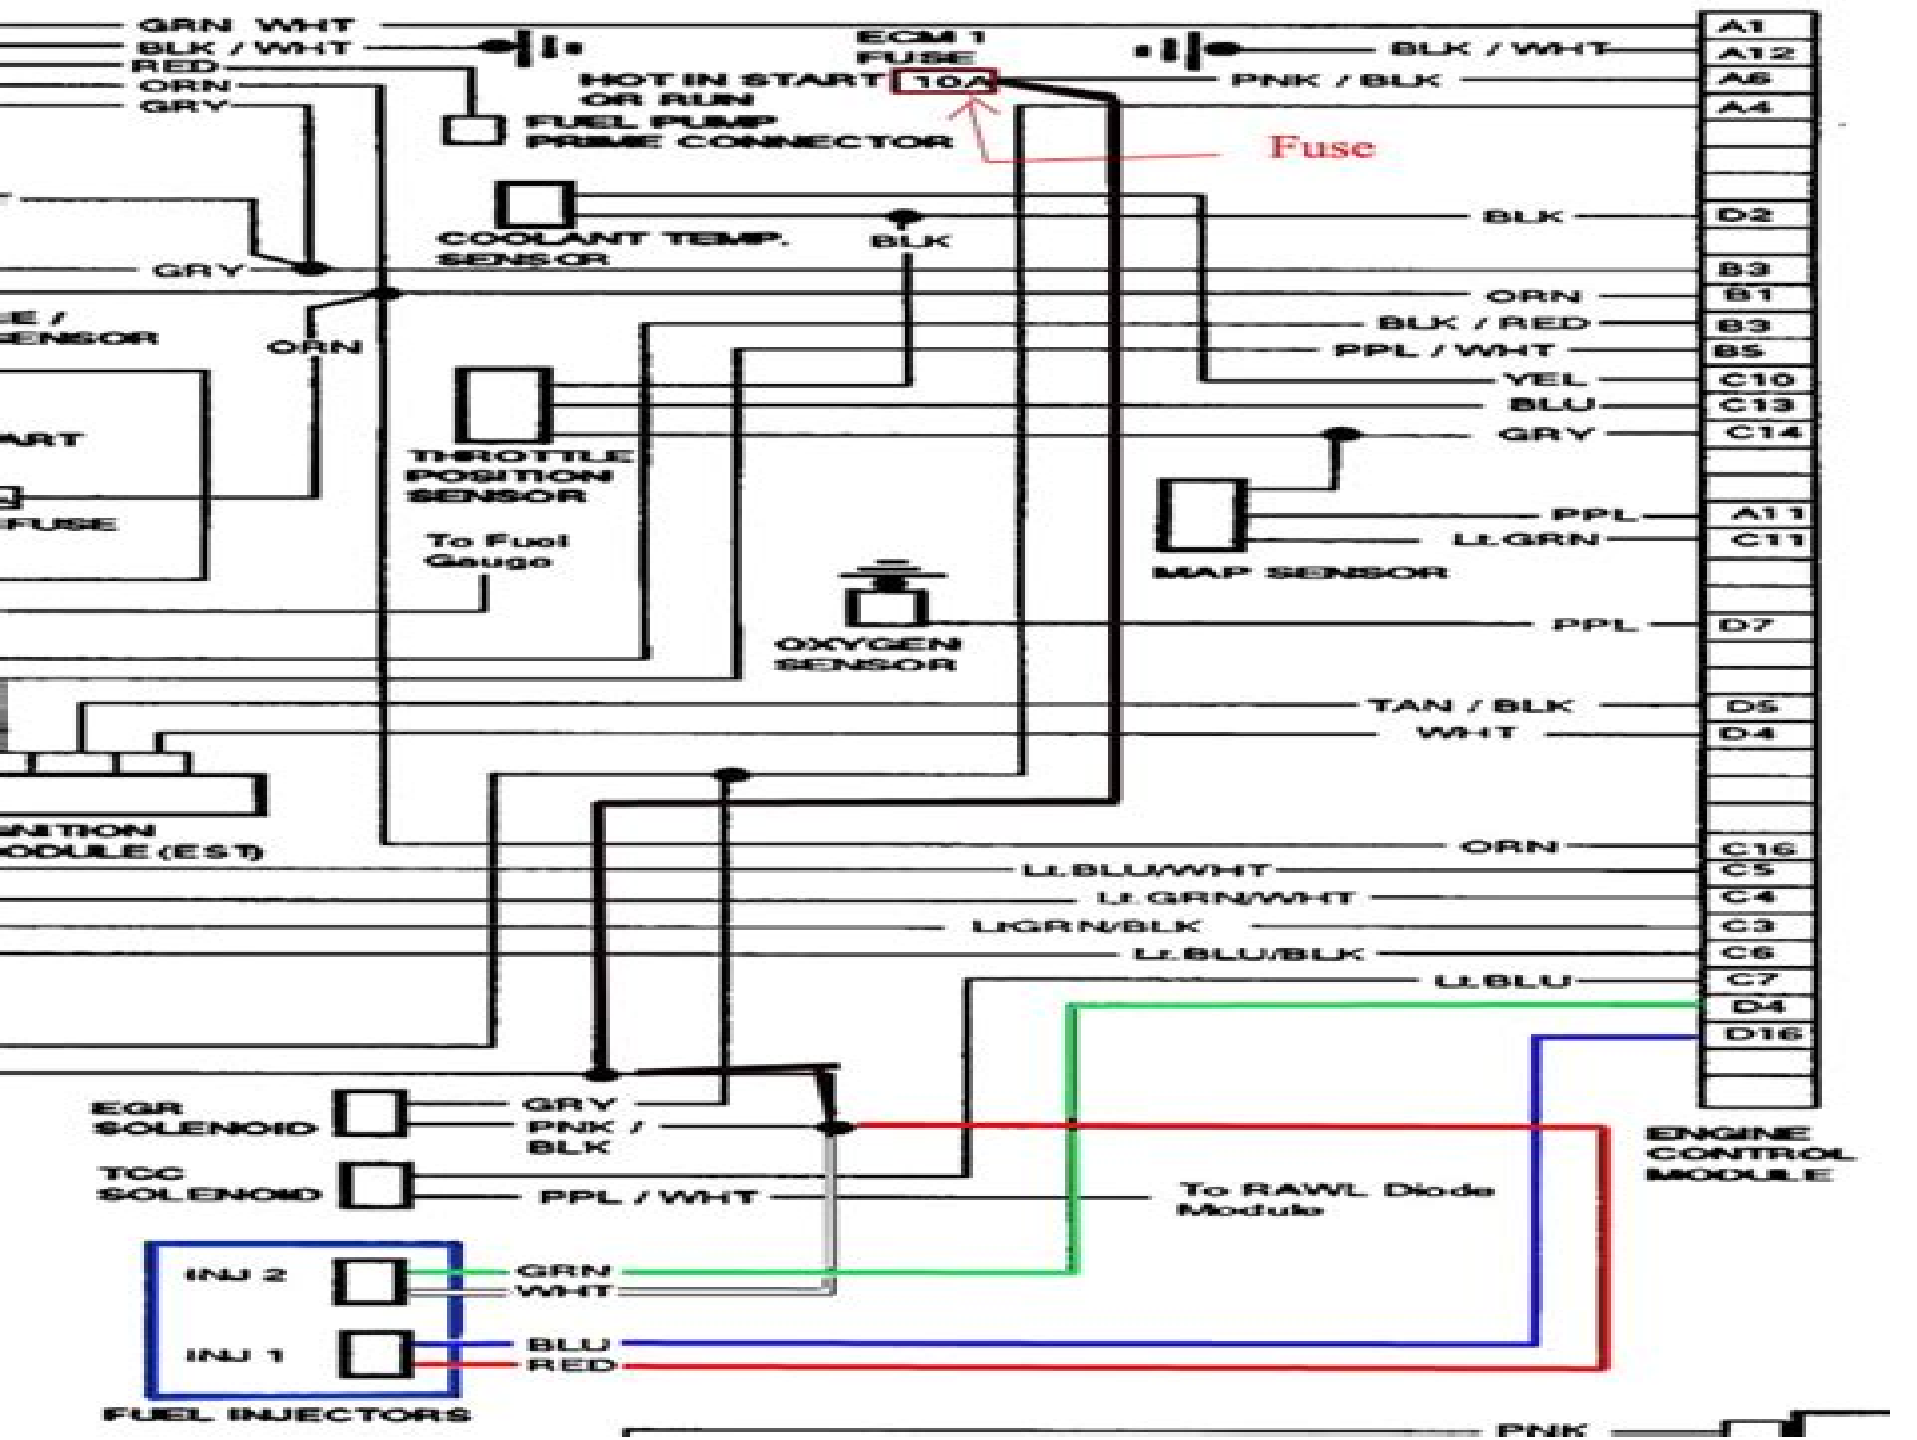 GRN WHT
BLK / WHT
RED
ORN
GRY
ECM 1
FUSE
HOT IN START
OR RUN
10A
BLK / WHT
PNK / BLK
A1
A12
A6
A4
FUEL PUMP
PRIME CONNECTOR
Fuse
COOLANT TEMP.
SENSOR
BLK
BLK
D2
GRY
B3
ORN
B1
BLK / RED
B3
PPL / WHT
B5
YEL
C10
BLU
C13
GRY
C14
E /
ENSOR
ORN
ART
FUSE
THROTTLE
POSITION
SENSOR
To Fuel
Gauge
PPL
A11
Lt.GRN
C11
MAP SENSOR
OXYGEN
SENSOR
PPL
D7
TAN / BLK
D5
WHT
D4
NITION
ODULE (EST)
ORN
C16
Lt.BLU/WHT
C5
Lt.GRN/WHT
C4
LtGRN/BLK
C3
Lt.BLU/BLK
C6
Lt.BLU
C7
D4
D16
EGR
SOLENOID
GRY
PNK /
BLK
ENGINE
CONTROL
MODULE
TCC
SOLENOID
PPL / WHT
To RAWL Diode
Module
INJ 2
GRN
WHT
INJ 1
BLU
RED
FUEL INJECTORS
PNK